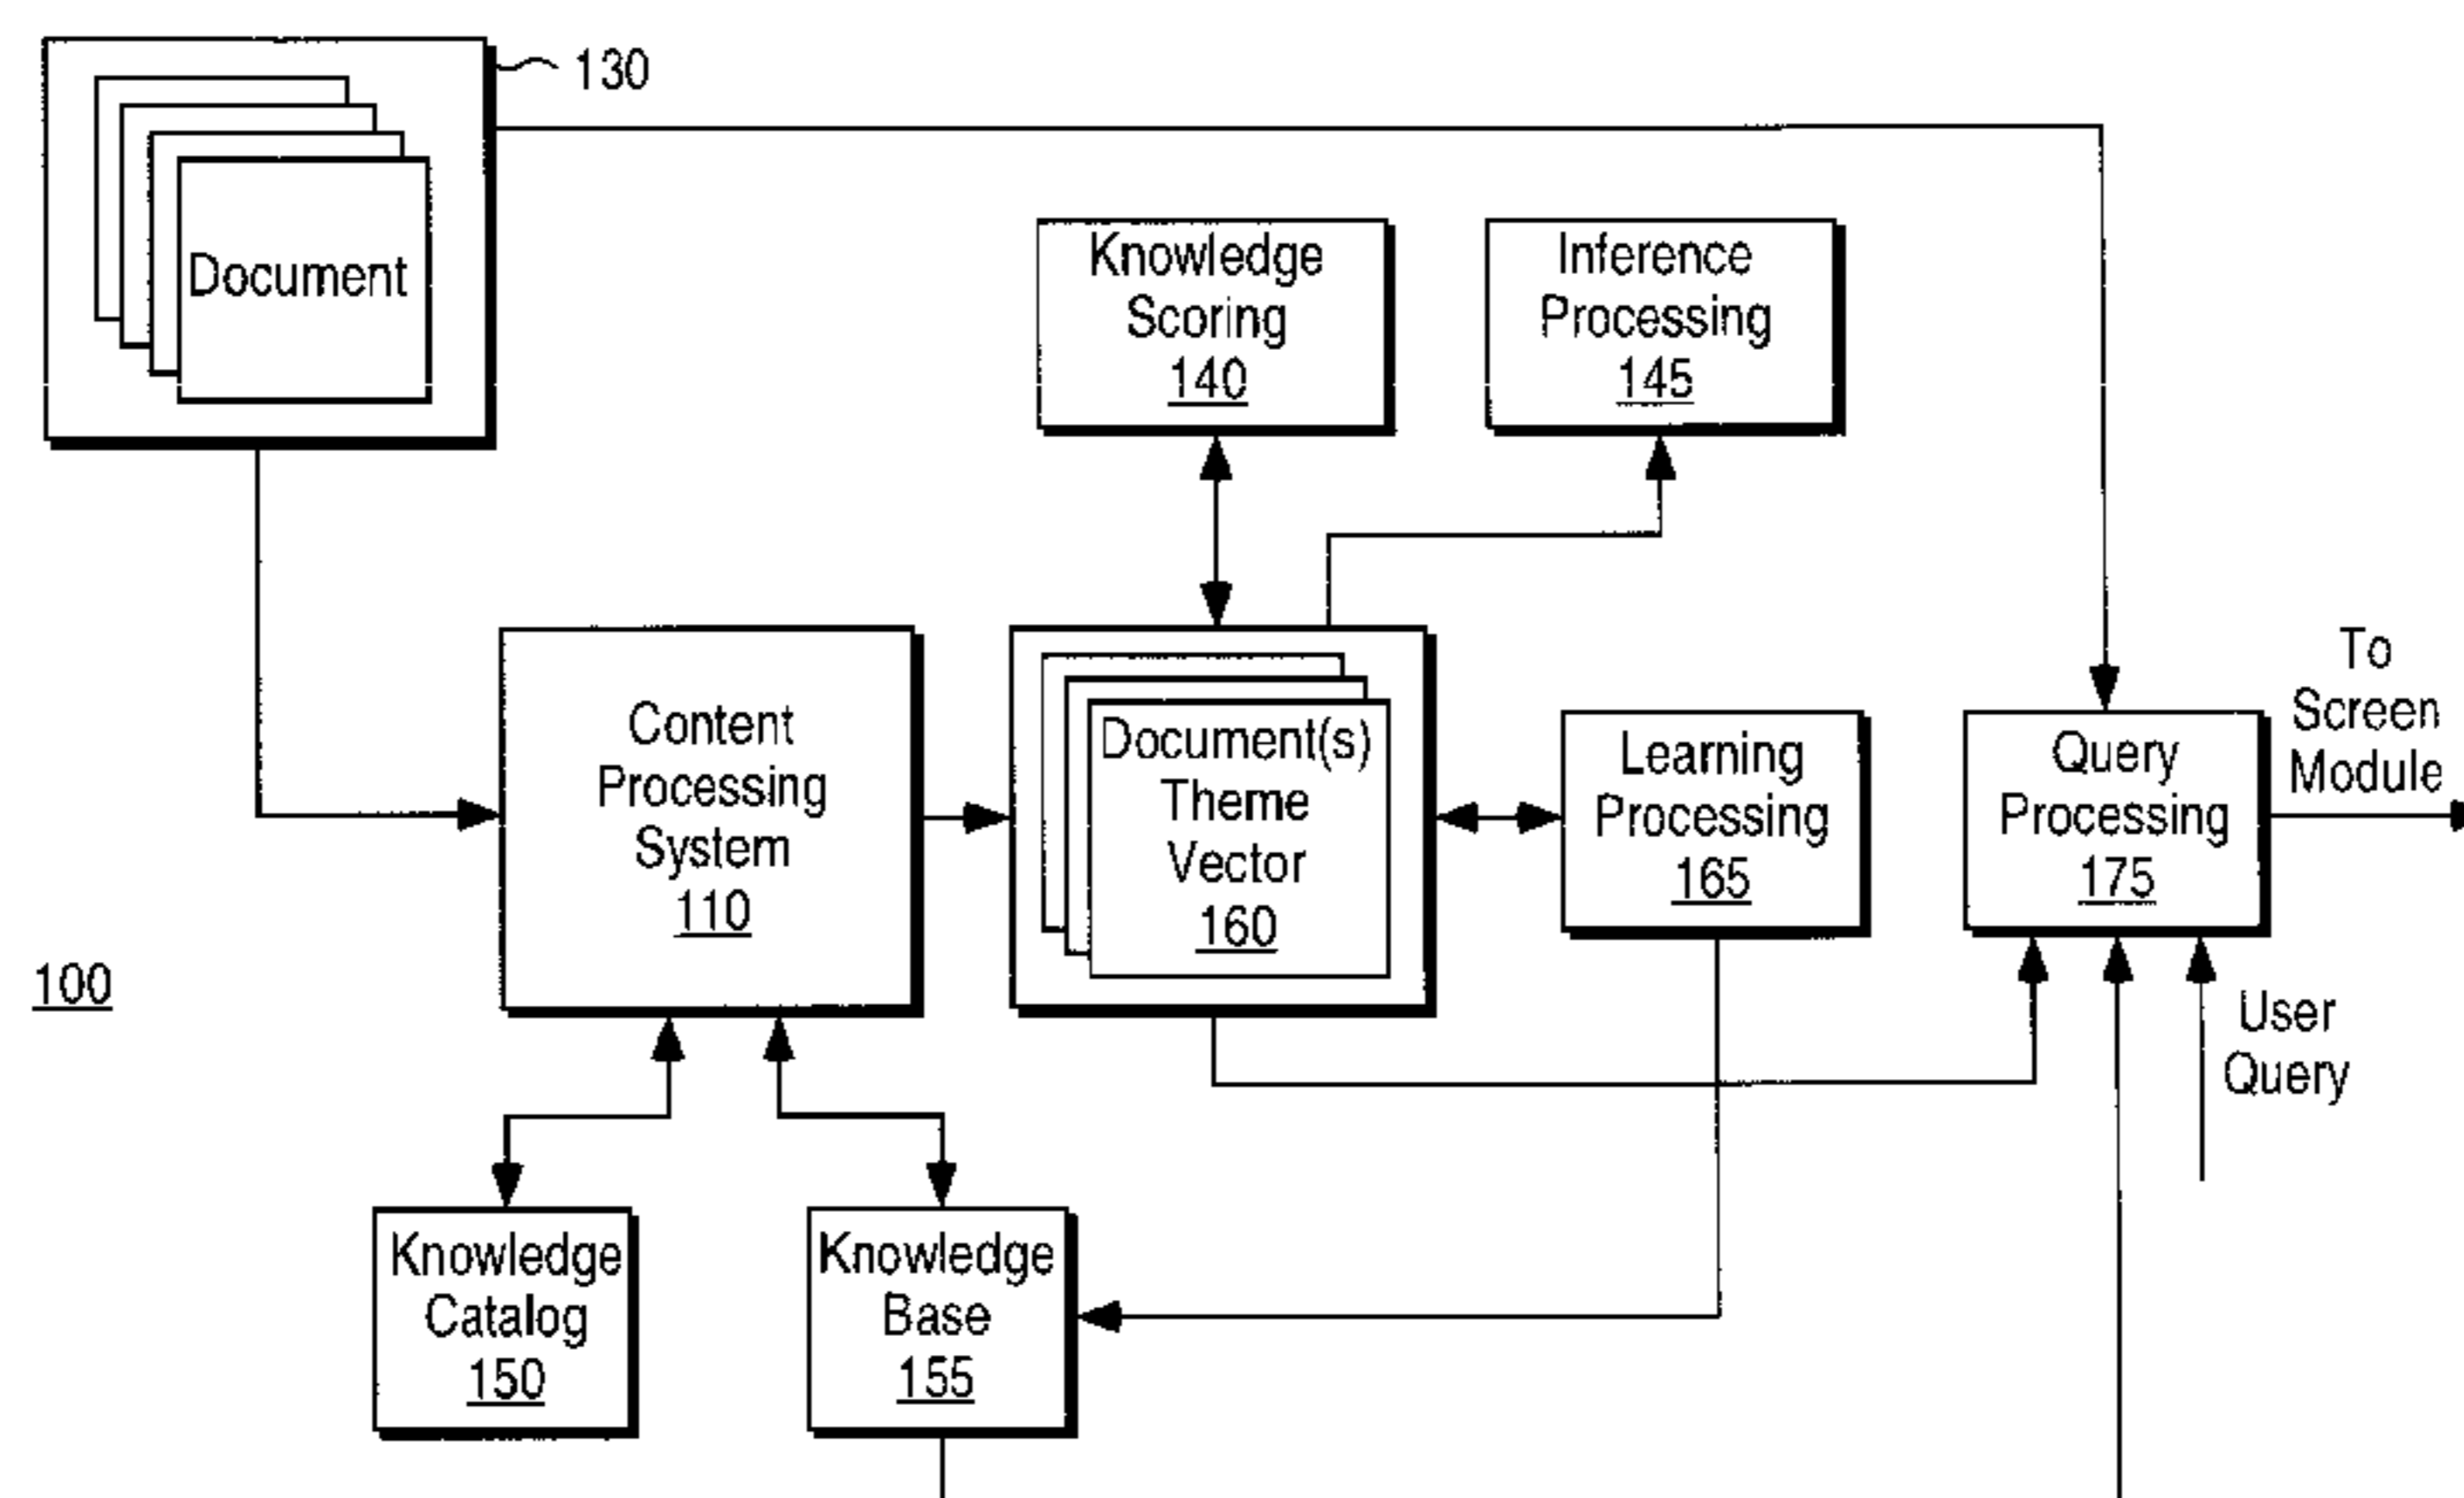 130
Document
Knowledge
Scoring
140
Inference
Processing
145
Content
Processing
System
110
Document(s)
Theme
Vector
160
Learning
Processing
165
Query
Processing
175
To
Screen
Module
100
User
Query
Knowledge
Catalog
150
Knowledge
Base
155